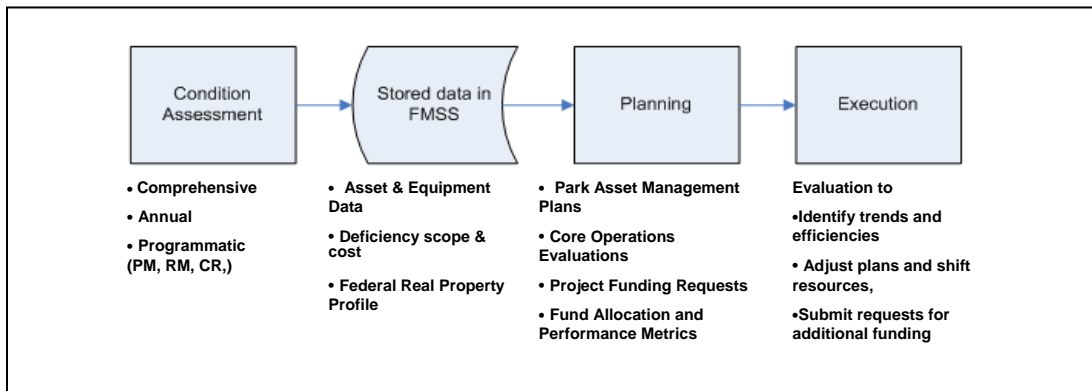 Condition
Assessment
Stored data in
FMSS
Planning
Execution
• Comprehensive
• Annual
• Programmatic
(PM, RM, CR,)
• Asset & Equipment
Data
• Deficiency scope &
cost
• Federal Real Property
Profile
• Park Asset Management
Plans
• Core Operations
Evaluations
• Project Funding Requests
• Fund Allocation and
Performance Metrics
Evaluation to
•Identify trends and
efficiencies
• Adjust plans and shift
resources,
•Submit requests for
additional funding